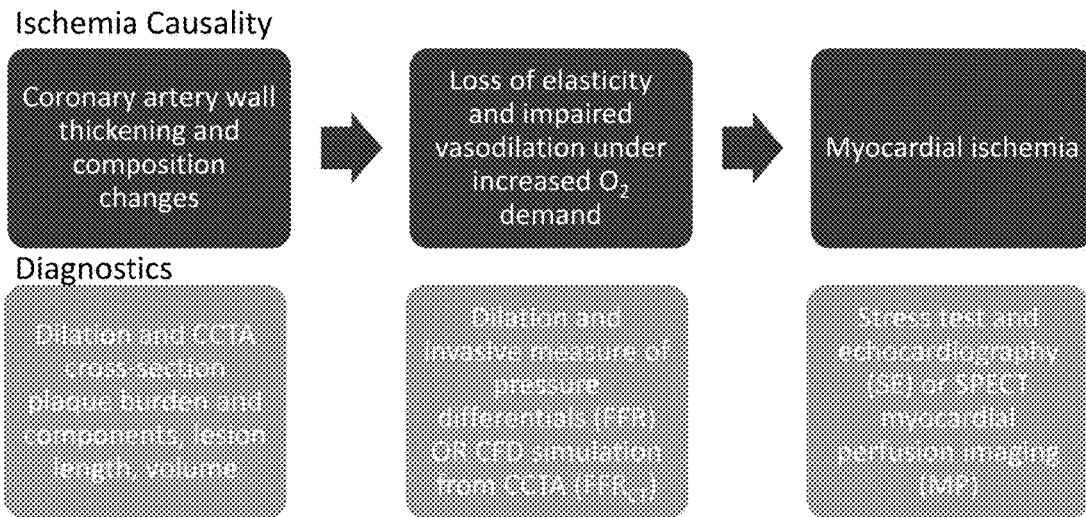 Ischemia Causality
Coronary artery wall
thickening and
composition
changes
Loss of elasticity
and impaired
vasodilation under
increased O₂
demand
Myocardial ischemia
Diagnostics
Dilation and CCTA
cross-section
plaque burden and
components, lesion
length, volume
Dilation and
invasive measure of
pressure
differentials (FFR)
OR CFD simulation
from CCTA (FFR_CT)
Stress test and
echocardiography
(SE) or SPECT
myocardial
perfusion imaging
(MP)